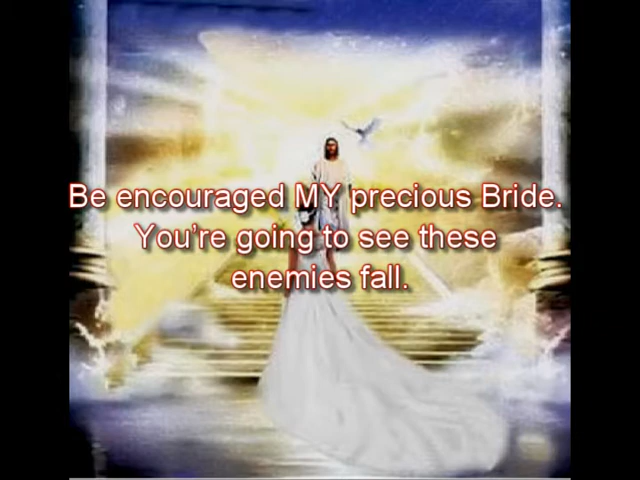 Be encouraged MY precious Bride.
You’re going to see these
enemies fall.